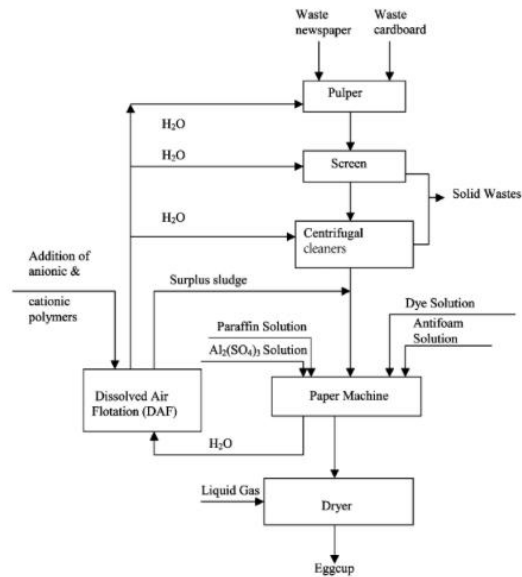 Waste
newspaper
Waste
cardboard
Pulper
H₂O
H₂O
Screen
Solid Wastes
H₂O
Centrifugal
cleaners
Addition of
anionic &
cationic
polymers
Surplus sludge
Dye Solution
Antifoam
Solution
Paraffin Solution
Al₂(SO₄)₃ Solution
Dissolved Air
Flotation (DAF)
Paper Machine
H₂O
Liquid Gas
Dryer
Eggcup